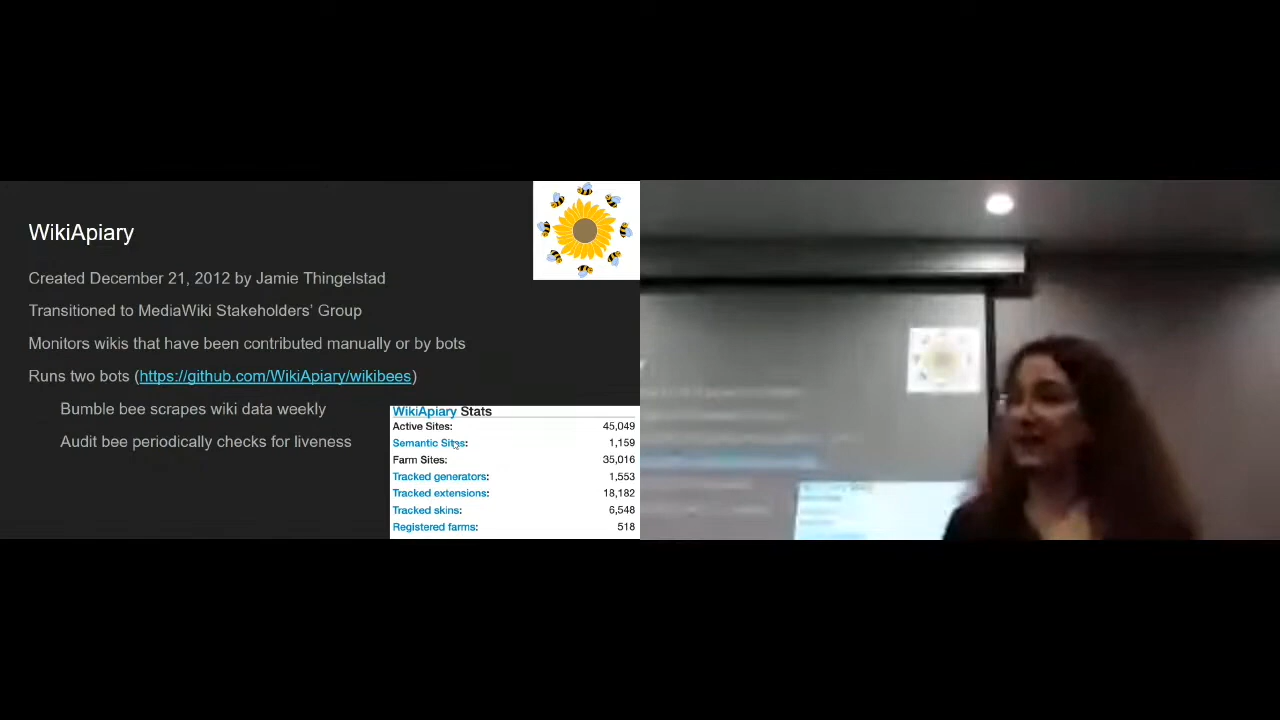 WikiApiary
Created December 21, 2012 by Jamie Thingelstad
Transitioned to MediaWiki Stakeholders' Group
Monitors wikis that have been contributed manually or by bots
Runs two bots (https://github.com/WikiApiary/wikibees)
Bumble bee scrapes wiki data weekly
Audit bee periodically checks for liveness
WikiApiary Stats
Active Sites: 45,049
Semantic Sites: 1,159
Farm Sites: 35,016
Tracked generators: 1,553
Tracked extensions: 18,182
Tracked skins: 6,548
Registered farms: 518